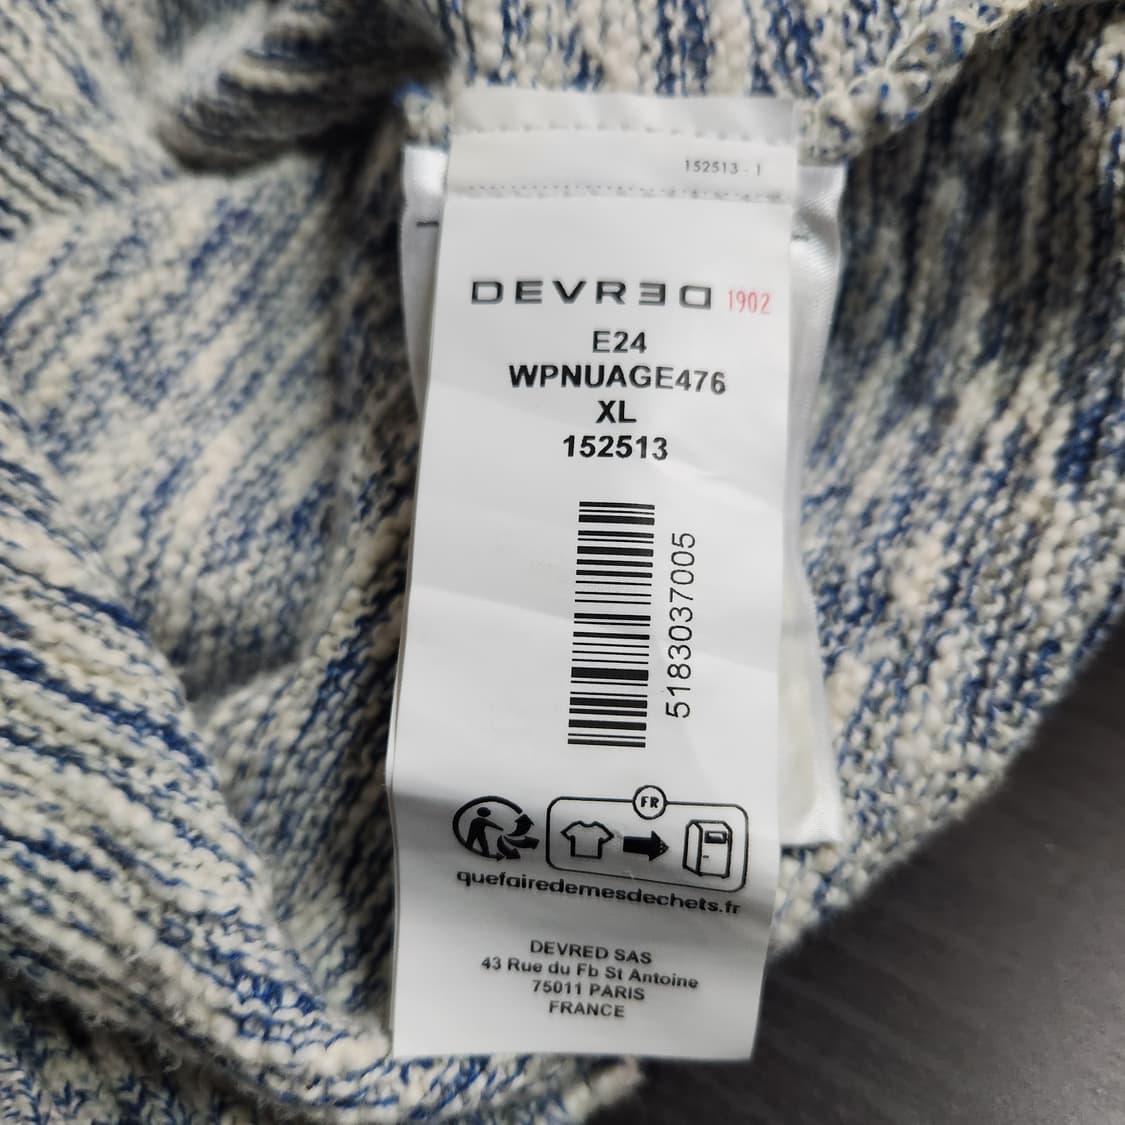 152513 - 1
DEVRED 1902
E24
WPNUAGE476
XL
152513
5183037005
FR
quefairedemesdechets.fr
DEVRED SAS
43 Rue du Fb St Antoine
75011 PARIS
FRANCE